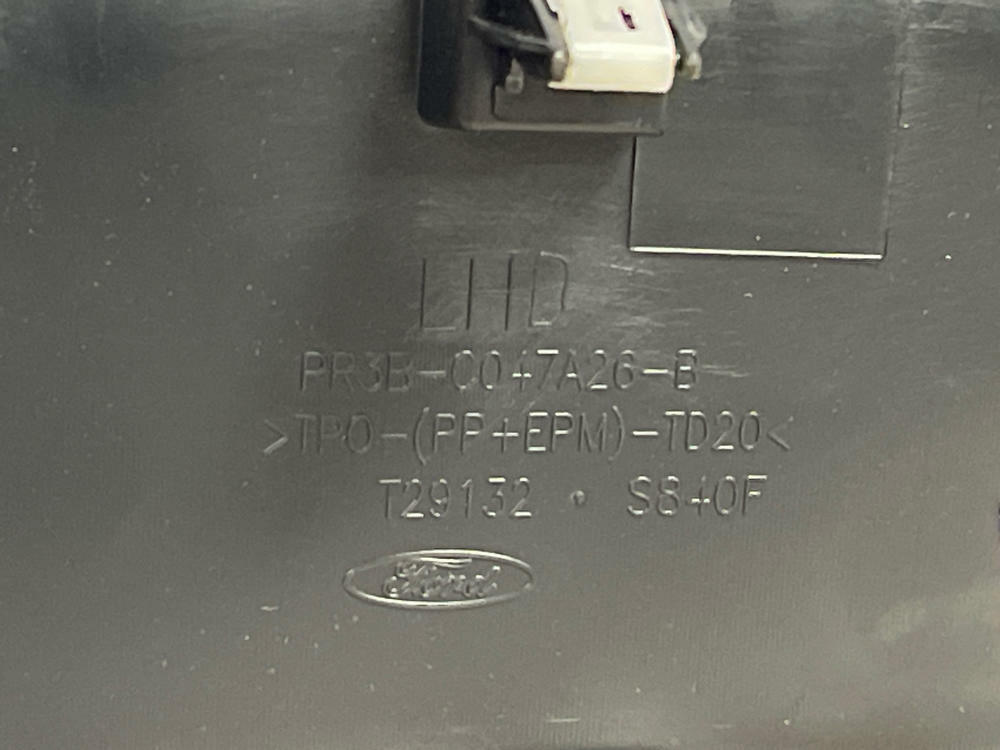 LHD
PR3B-C047A26-B
>TPO-(PP+EPM)-TD20<
T29132 • S840F
Ford